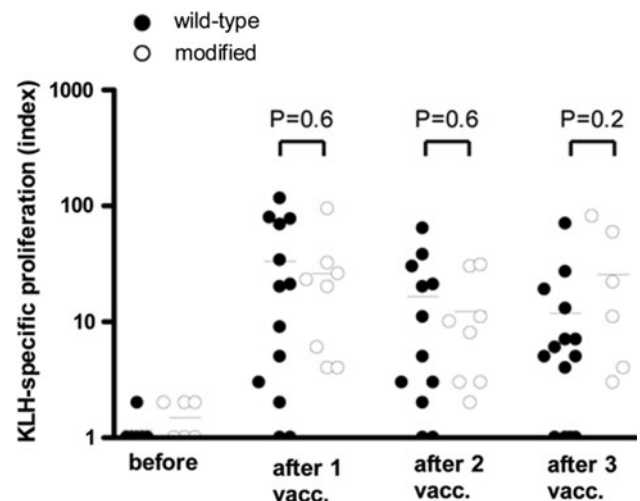 wild-type
modified
KLH-specific proliferation (index)
1000
100
10
1
P=0.6
P=0.6
P=0.2
before
after 1
vacc.
after 2
vacc.
after 3
vacc.